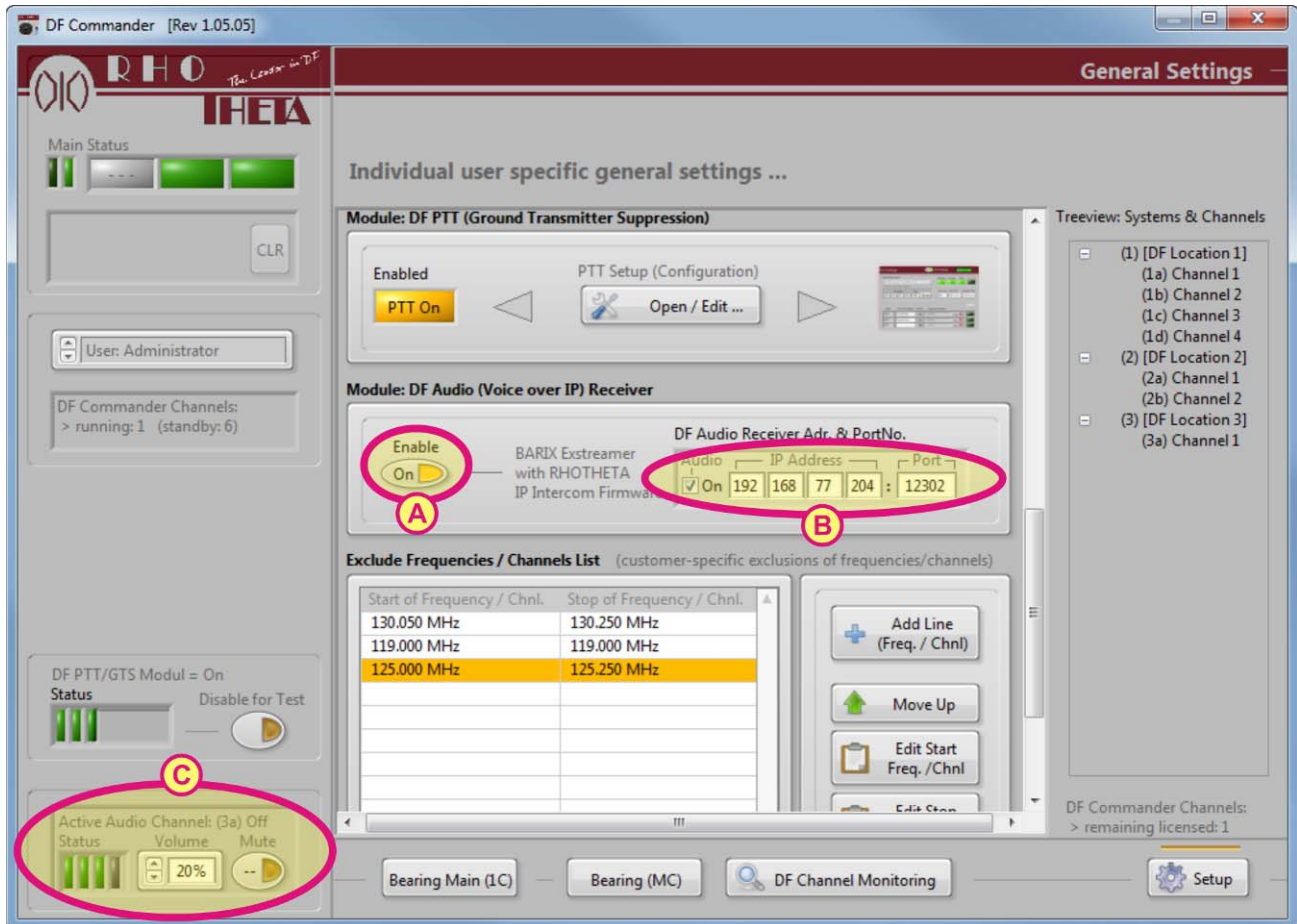 DF Commander [Rev 1.05.05]
RHO The Leader in DF
THETA
General Settings
Main Status
- - -
CLR
User: Administrator
DF Commander Channels:
> running: 1 (standby: 6)
DF PTT/GTS Modul = On
Status
Disable for Test
C
Active Audio Channel: (3a) Off
Status Volume Mute
20% --
Individual user specific general settings ...
Module: DF PTT (Ground Transmitter Suppression)
Enabled
PTT Setup (Configuration)
PTT On
Open / Edit ...
Module: DF Audio (Voice over IP) Receiver
Enable
On
A
BARIX Exstreamer
with RHOTHETA
IP Intercom Firmware
DF Audio Receiver Adr. & PortNo.
Audio IP Address Port
On 192 168 77 204 : 12302
B
Exclude Frequencies / Channels List (customer-specific exclusions of frequencies/channels)
Start of Frequency / Chnl. Stop of Frequency / Chnl.
130.050 MHz 130.250 MHz
119.000 MHz 119.000 MHz
125.000 MHz 125.250 MHz
Add Line
(Freq. / Chnl)
Move Up
Edit Start
Freq. /Chnl
Edit Stop
Treeview: Systems & Channels
(1) [DF Location 1]
(1a) Channel 1
(1b) Channel 2
(1c) Channel 3
(1d) Channel 4
(2) [DF Location 2]
(2a) Channel 1
(2b) Channel 2
(3) [DF Location 3]
(3a) Channel 1
DF Commander Channels:
> remaining licensed: 1
Bearing Main (1C)
Bearing (MC)
DF Channel Monitoring
Setup